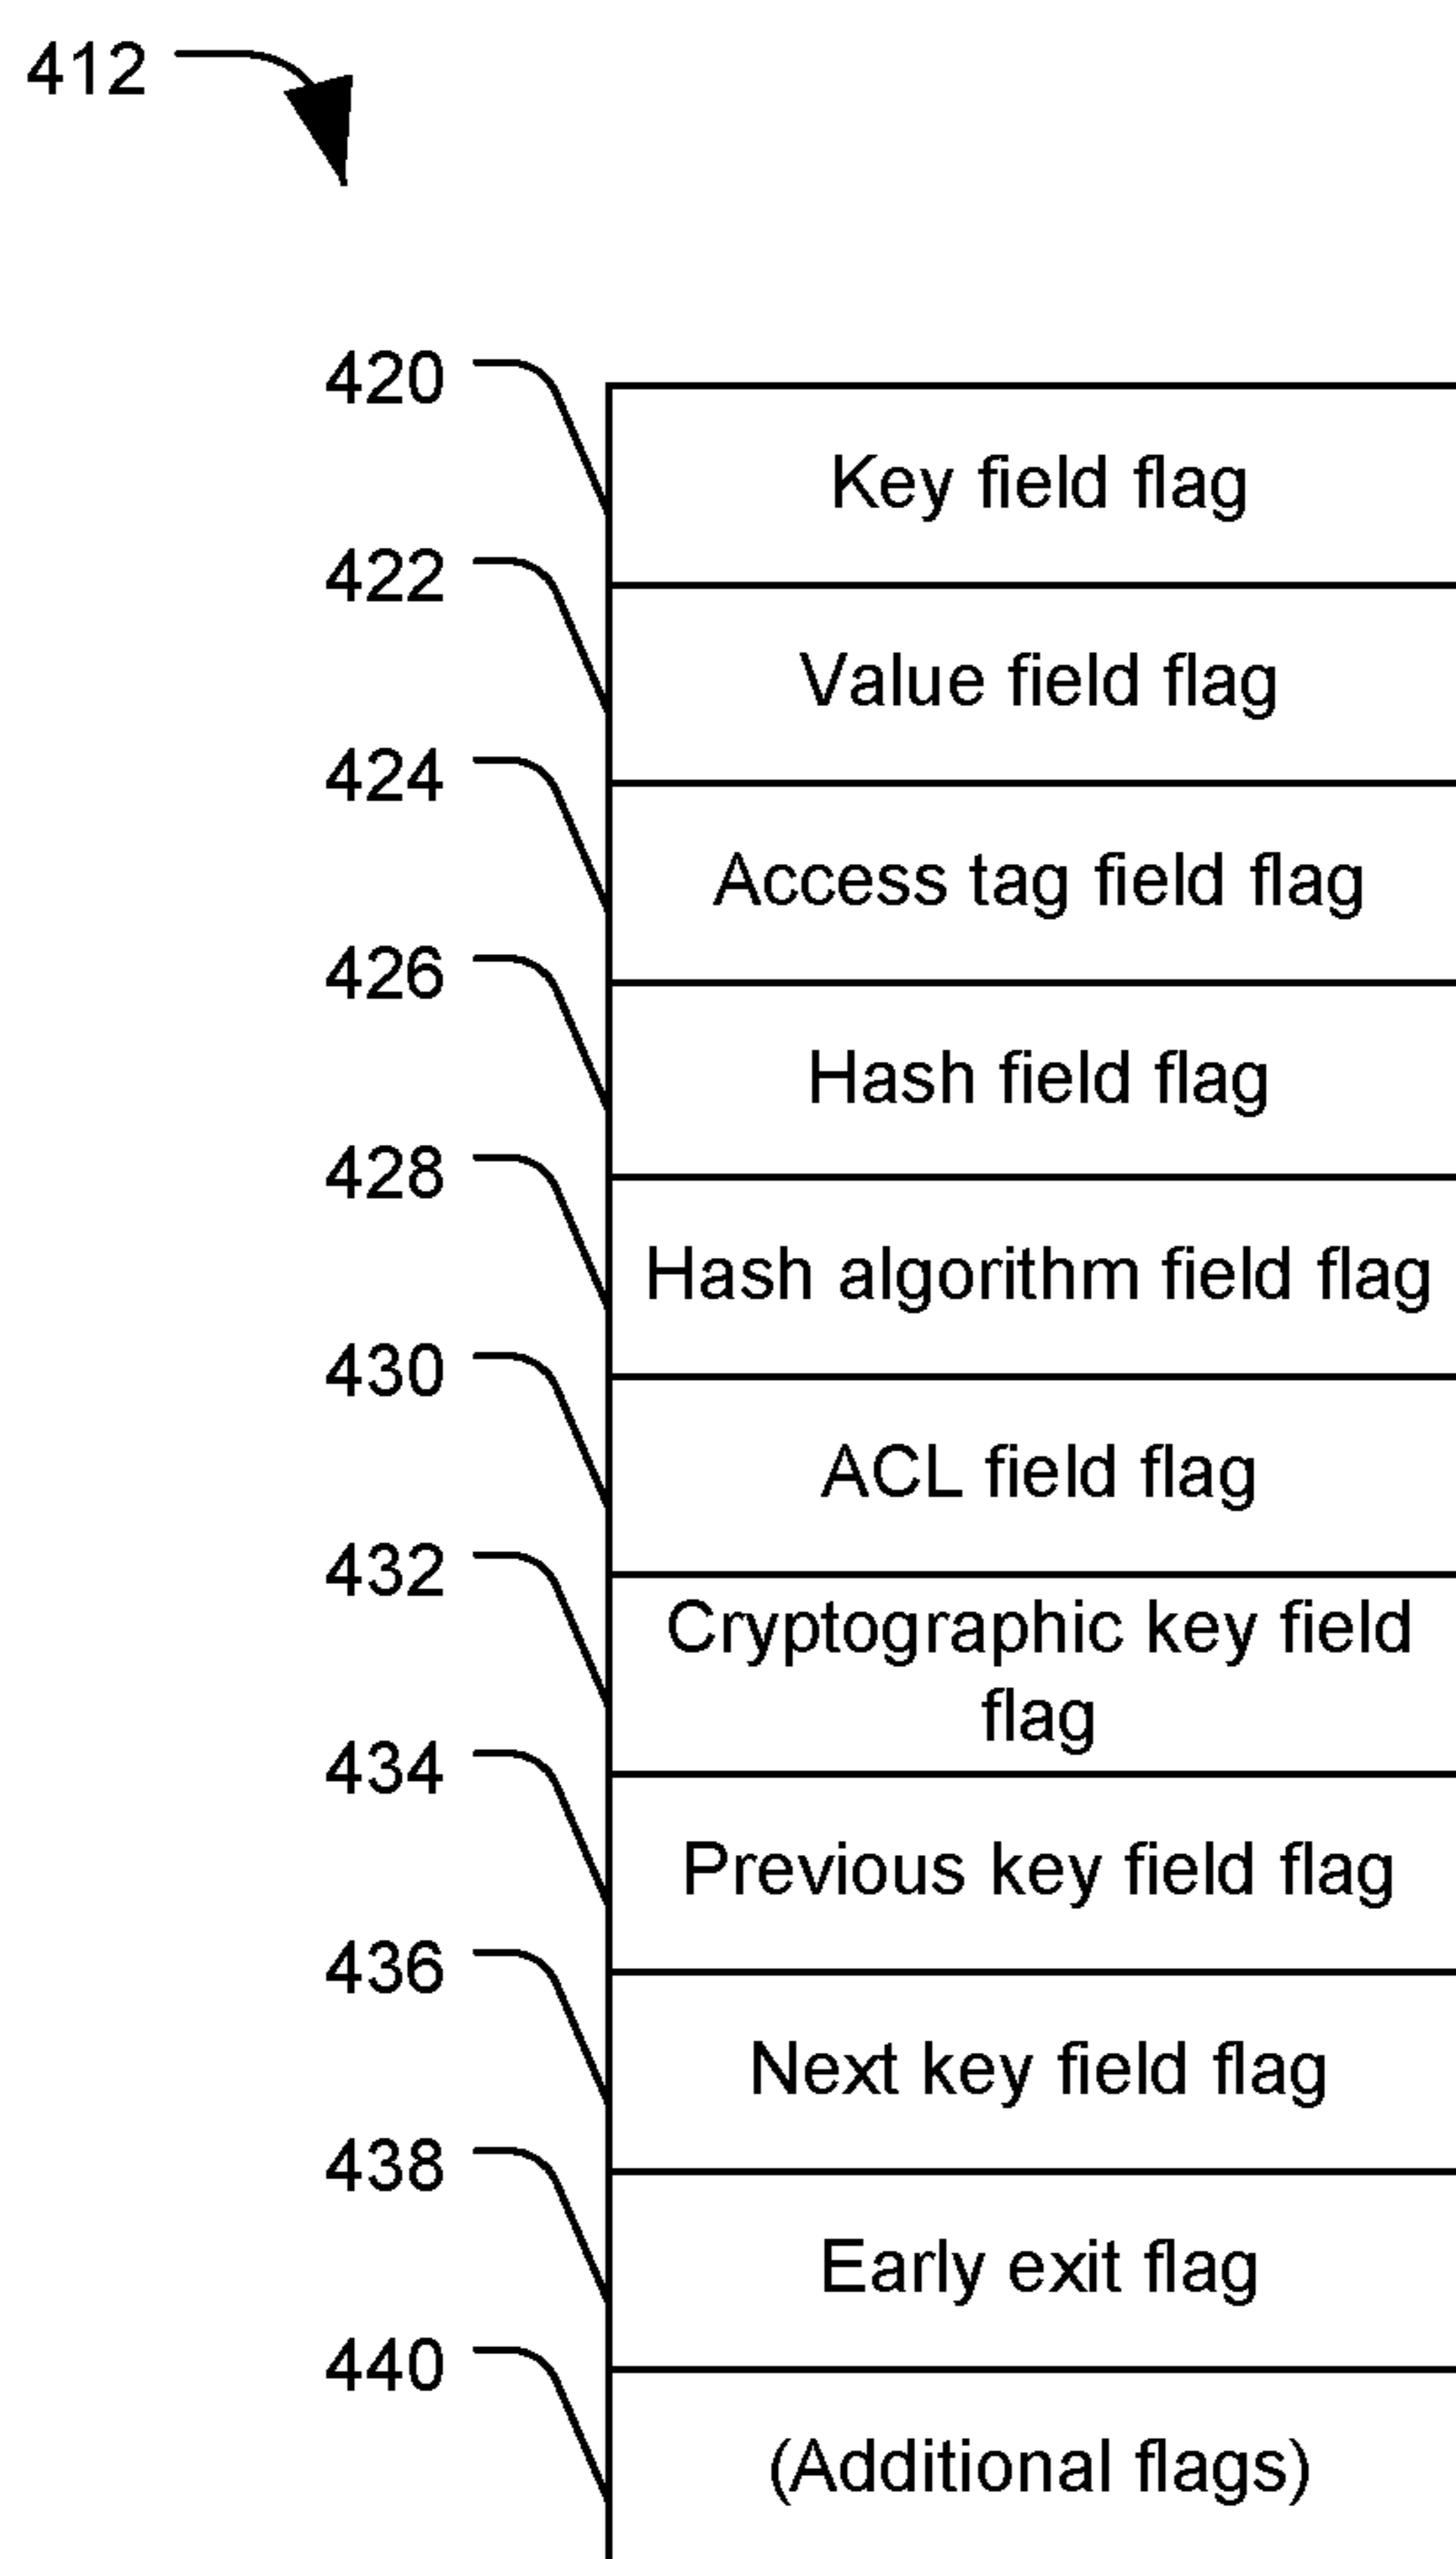 412
420
Key field flag
422
Value field flag
424
Access tag field flag
426
Hash field flag
428
Hash algorithm field flag
430
ACL field flag
432
Cryptographic key field
flag
434
Previous key field flag
436
Next key field flag
438
Early exit flag
440
(Additional flags)